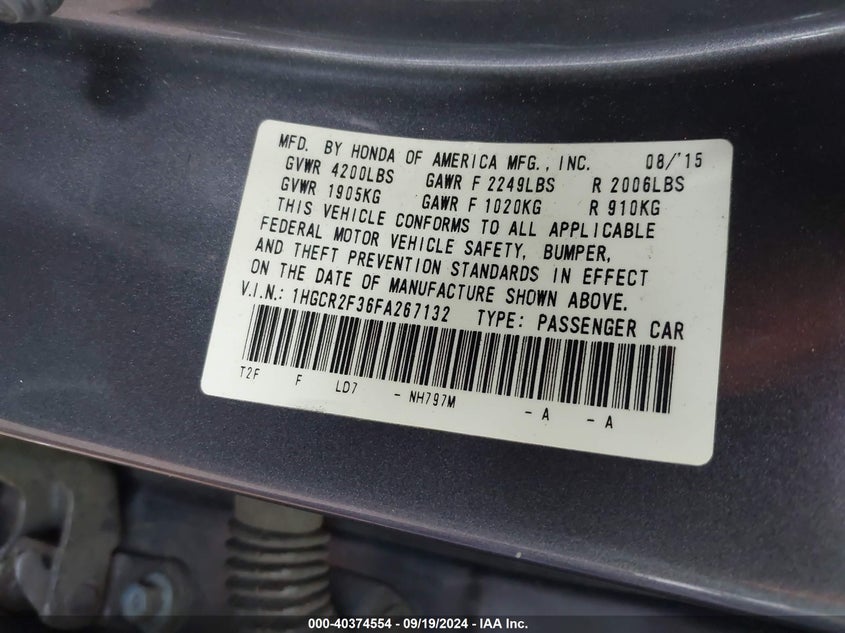 MFD. BY HONDA OF AMERICA MFG., INC. 08/'15
GVWR 4200LBS GAWR F 2249LBS R 2006LBS
GVWR 1905KG GAWR F 1020KG R 910KG
THIS VEHICLE CONFORMS TO ALL APPLICABLE
FEDERAL MOTOR VEHICLE SAFETY, BUMPER,
AND THEFT PREVENTION STANDARDS IN EFFECT
ON THE DATE OF MANUFACTURE SHOWN ABOVE.
V.I.N.: 1HGCR2F36FA267132 TYPE: PASSENGER CAR
T2F F LD7 - NH797M - A - A
000-40374554 - 09/19/2024 - IAA Inc.